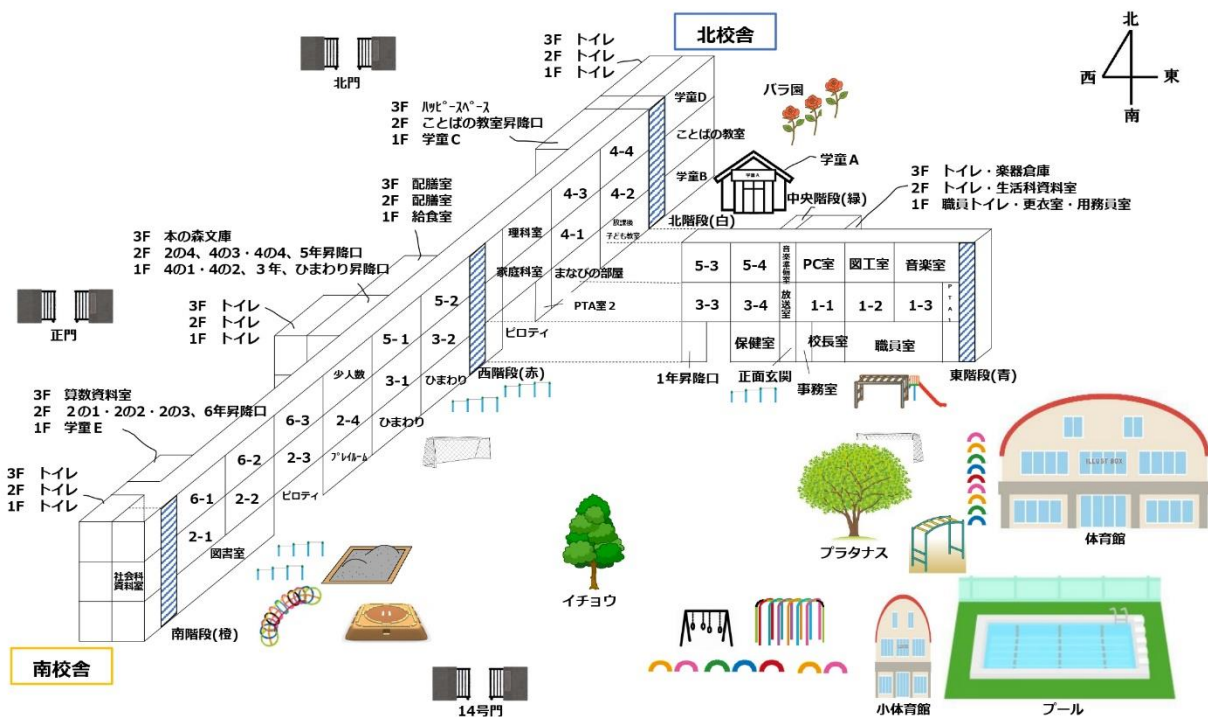 北校舎
北
西 東
南
北門
3F トイレ
2F トイレ
1F トイレ
バラ園
3F ﾊｯﾋﾟｰｽﾍﾟｰｽ
2F ことばの教室昇降口
1F 学童C
学童D
ことばの教室
学童B
4-4
4-3
4-2
4-1
放課後
子ども教室
学童A
学童A
中央階段(緑)
3F トイレ・楽器倉庫
2F トイレ・生活科資料室
1F 職員トイレ・更衣室・用務員室
3F 配膳室
2F 配膳室
1F 給食室
理科室
家庭科室
まなびの部屋
北階段(白)
3F 本の森文庫
2F 2の4、4の3・4の4、5年昇降口
1F 4の1・4の2、3年、ひまわり昇降口
PTA室2
ピロティ
5-3
5-4
音楽準備室
PC室
図工室
音楽室
3-3
3-4
放送室
1-1
1-2
1-3
PTA1
保健室
校長室
職員室
1年昇降口
正面玄関
事務室
東階段(青)
正門
3F トイレ
2F トイレ
1F トイレ
5-2
5-1
3-2
少人数
3-1
ひまわり
西階段(赤)
3F 算数資料室
2F 2の1・2の2・2の3、6年昇降口
1F 学童E
6-3
2-4
ひまわり
6-2
2-3
ﾌﾟﾚｲﾙｰﾑ
3F トイレ
2F トイレ
1F トイレ
6-1
2-2
ピロティ
2-1
図書室
社会科
資料室
南階段(橙)
南校舎
イチョウ
プラタナス
ILLUST BOX
体育館
14号門
小体育館
プール